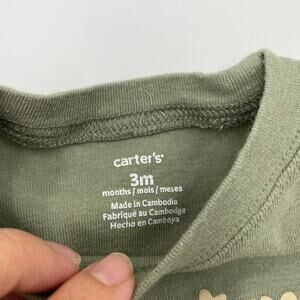 carter's
3m
months / mois / meses
Made in Cambodia
Fabriqué au Cambodge
Hecho en Camboya